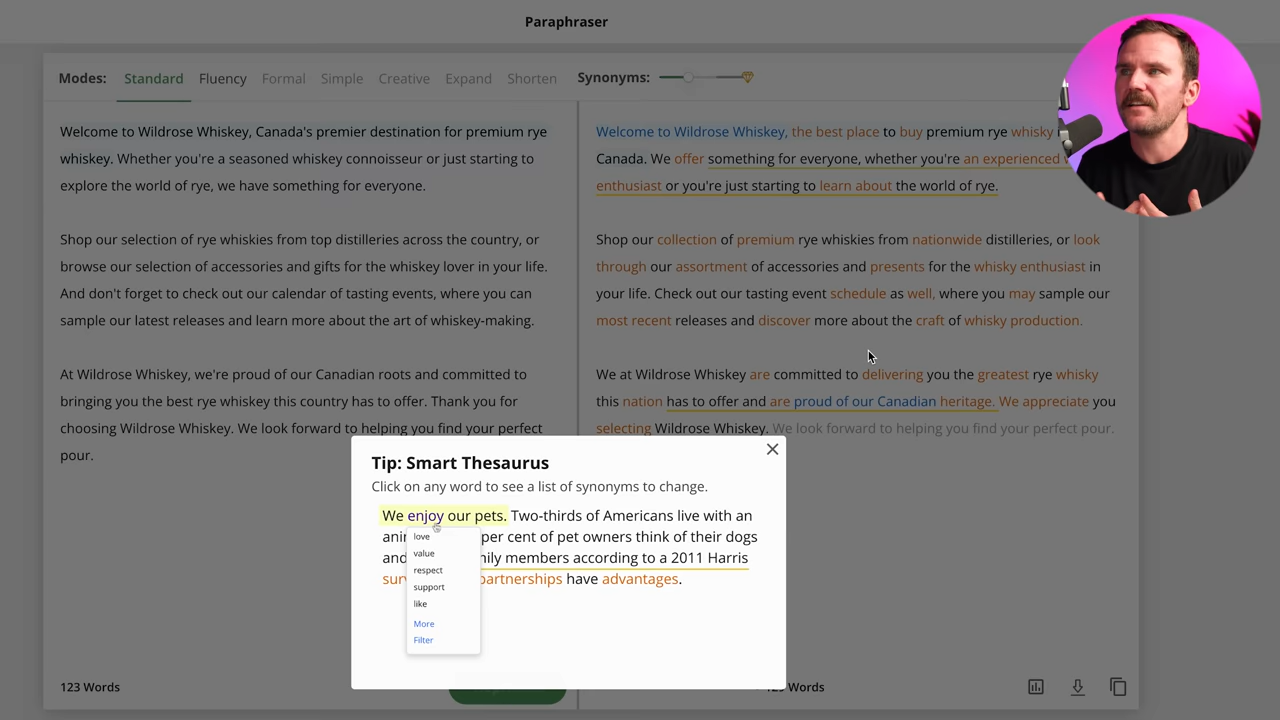 Paraphraser
Modes: Standard Fluency Formal Simple Creative Expand Shorten Synonyms:
Welcome to Wildrose Whiskey, Canada's premier destination for premium rye
whiskey. Whether you're a seasoned whiskey connoisseur or just starting to
explore the world of rye, we have something for everyone.
Shop our selection of rye whiskies from top distilleries across the country, or
browse our selection of accessories and gifts for the whiskey lover in your life.
And don't forget to check out our calendar of tasting events, where you can
sample our latest releases and learn more about the art of whiskey-making.
At Wildrose Whiskey, we're proud of our Canadian roots and committed to
bringing you the best rye whiskey this country has to offer. Thank you for
choosing Wildrose Whiskey. We look forward to helping you find your perfect
pour.
123 Words
Welcome to Wildrose Whiskey, the best place to buy premium rye whisky
Canada. We offer something for everyone, whether you're an experienced
enthusiast or you're just starting to learn about the world of rye.
Shop our collection of premium rye whiskies from nationwide distilleries, or look
through our assortment of accessories and presents for the whisky enthusiast in
your life. Check out our tasting event schedule as well, where you may sample our
most recent releases and discover more about the craft of whisky production.
We at Wildrose Whiskey are committed to delivering you the greatest rye whisky
this nation has to offer and are proud of our Canadian heritage. We appreciate you
selecting Wildrose Whiskey. We look forward to helping you find your perfect pour.
Words
Tip: Smart Thesaurus
Click on any word to see a list of synonyms to change.
We enjoy our pets. Two-thirds of Americans live with an
per cent of pet owners think of their dogs
and members according to a 2011 Harris
partnerships have advantages.
love
value
respect
support
like
More
Filter